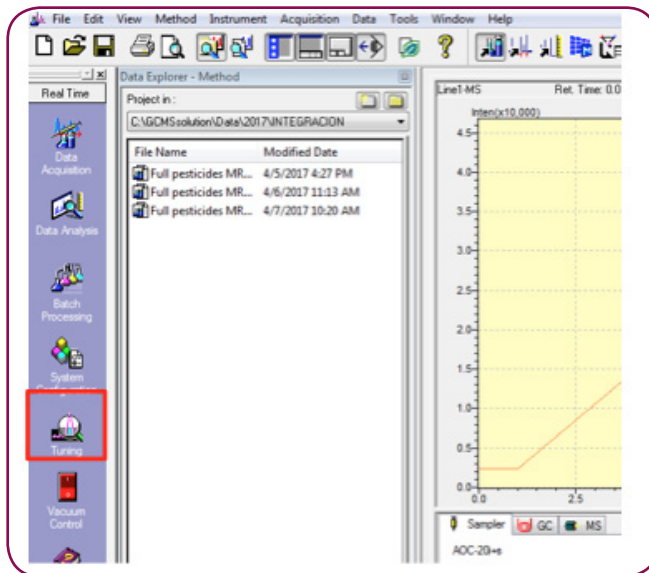 File Edit View Method Instrument Acquisition Data Tools Window Help
Real Time
Data Acquisition
Data Analysis
Batch Processing
System
Tuning
Vacuum Control
Data Explorer - Method
Project in :
C:\GCMSsolution\Data\2017\INTEGRACION
File Name Modified Date
Full pesticides MR... 4/5/2017 4:27 PM
Full pesticides MR... 4/6/2017 11:13 AM
Full pesticides MR... 4/7/2017 10:20 AM
Line1-MS Ret. Time: 0.0
Inten(x10,000)
4.5
4.0
3.5
3.0
2.5
2.0
1.5
1.0
0.5
0.0
0.0 2.5
Sampler GC MS
AOC-20i+s